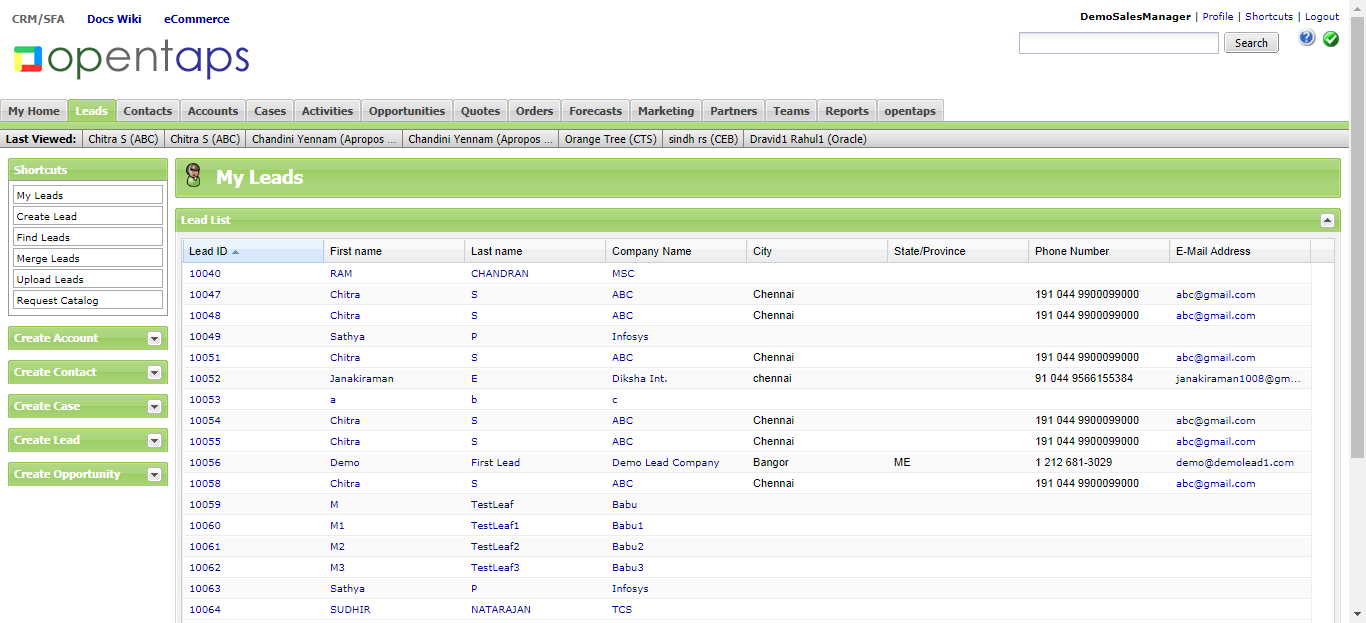 CRM/SFA Docs Wiki eCommerce
DemoSalesManager | Profile | Shortcuts | Logout
opentaps
Search
My Home Leads Contacts Accounts Cases Activities Opportunities Quotes Orders Forecasts Marketing Partners Teams Reports opentaps
Last Viewed: Chitra S (ABC) Chitra S (ABC) Chandini Yennam (Apropos ... Chandini Yennam (Apropos ... Orange Tree (CTS) sindh rs (CEB) Dravid1 Rahul1 (Oracle)
Shortcuts
My Leads
Create Lead
Find Leads
Merge Leads
Upload Leads
Request Catalog
Create Account
Create Contact
Create Case
Create Lead
Create Opportunity
My Leads
Lead List
Lead ID First name Last name Company Name City State/Province Phone Number E-Mail Address
10040 RAM CHANDRAN MSC
10047 Chitra S ABC Chennai 191 044 9900099000 abc@gmail.com
10048 Chitra S ABC Chennai 191 044 9900099000 abc@gmail.com
10049 Sathya P Infosys
10051 Chitra S ABC Chennai 191 044 9900099000 abc@gmail.com
10052 Janakiraman E Diksha Int. chennai 91 044 9566155384 janakiraman1008@gm...
10053 a b c
10054 Chitra S ABC Chennai 191 044 9900099000 abc@gmail.com
10055 Chitra S ABC Chennai 191 044 9900099000 abc@gmail.com
10056 Demo First Lead Demo Lead Company Bangor ME 1 212 681-3029 demo@demolead1.com
10058 Chitra S ABC Chennai 191 044 9900099000 abc@gmail.com
10059 M TestLeaf Babu
10060 M1 TestLeaf1 Babu1
10061 M2 TestLeaf2 Babu2
10062 M3 TestLeaf3 Babu3
10063 Sathya P Infosys
10064 SUDHIR NATARAJAN TCS